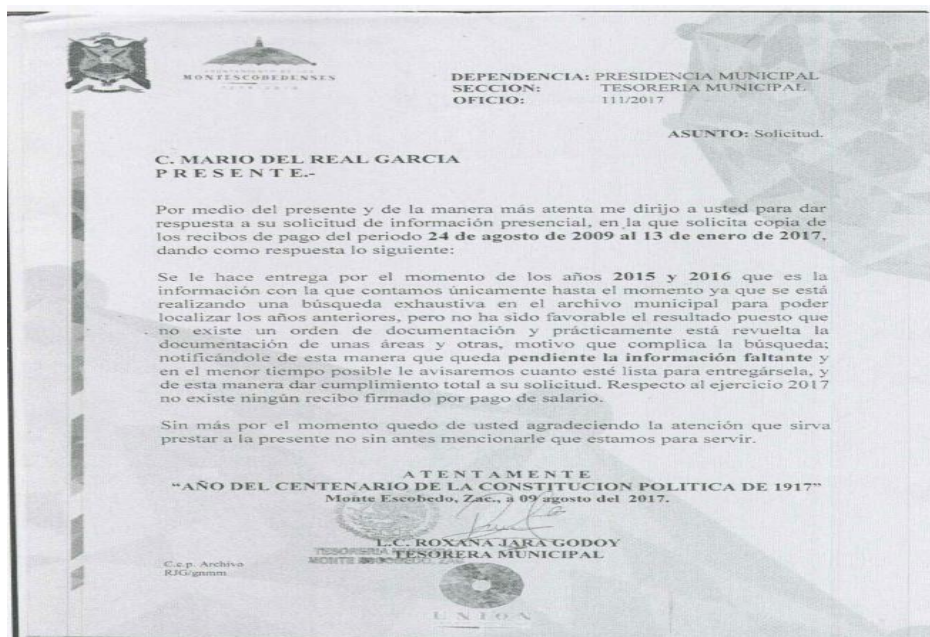 MONTESCOBEDENSES
DEPENDENCIA: PRESIDENCIA MUNICIPAL
SECCION: TESORERIA MUNICIPAL
OFICIO: 111/2017
ASUNTO: Solicitud.
C. MARIO DEL REAL GARCIA
P R E S E N T E.-
Por medio del presente y de la manera más atenta me dirijo a usted para dar
respuesta a su solicitud de información presencial, en la que solicita copia de
los recibos de pago del periodo 24 de agosto de 2009 al 13 de enero de 2017,
dando como respuesta lo siguiente:
Se le hace entrega por el momento de los años 2015 y 2016 que es la
información con la que contamos únicamente hasta el momento ya que se está
realizando una búsqueda exhaustiva en el archivo municipal para poder
localizar los años anteriores, pero no ha sido favorable el resultado puesto que
no existe un orden de documentación y prácticamente está revuelta la
documentación de unas áreas y otras, motivo que complica la búsqueda;
notificándole de esta manera que queda pendiente la información faltante y
en el menor tiempo posible le avisaremos cuanto esté lista para entregársela, y
de esta manera dar cumplimiento total a su solicitud. Respecto al ejercicio 2017
no existe ningún recibo firmado por pago de salario.
Sin más por el momento quedo de usted agradeciendo la atención que sirva
prestar a la presente no sin antes mencionarle que estamos para servir.
A T E N T A M E N T E
“AÑO DEL CENTENARIO DE LA CONSTITUCION POLITICA DE 1917”
Monte Escobedo, Zac., a 09 agosto del 2017.
L.C. ROXANA JARA GODOY
TESORERA MUNICIPAL
TESORERIA
MONTE ESCOBEDO, ZAC
C.c.p. Archivo
RJG/gnmm
UNION